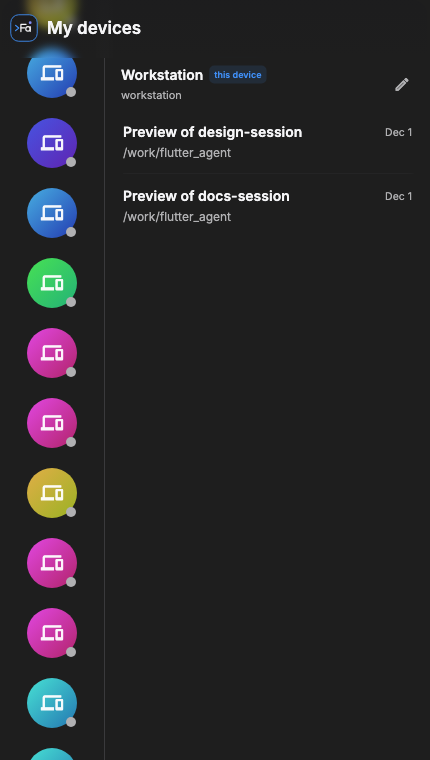 >Fa My devices
Workstation this device
workstation
Preview of design-session Dec 1
/work/flutter_agent
Preview of docs-session Dec 1
/work/flutter_agent